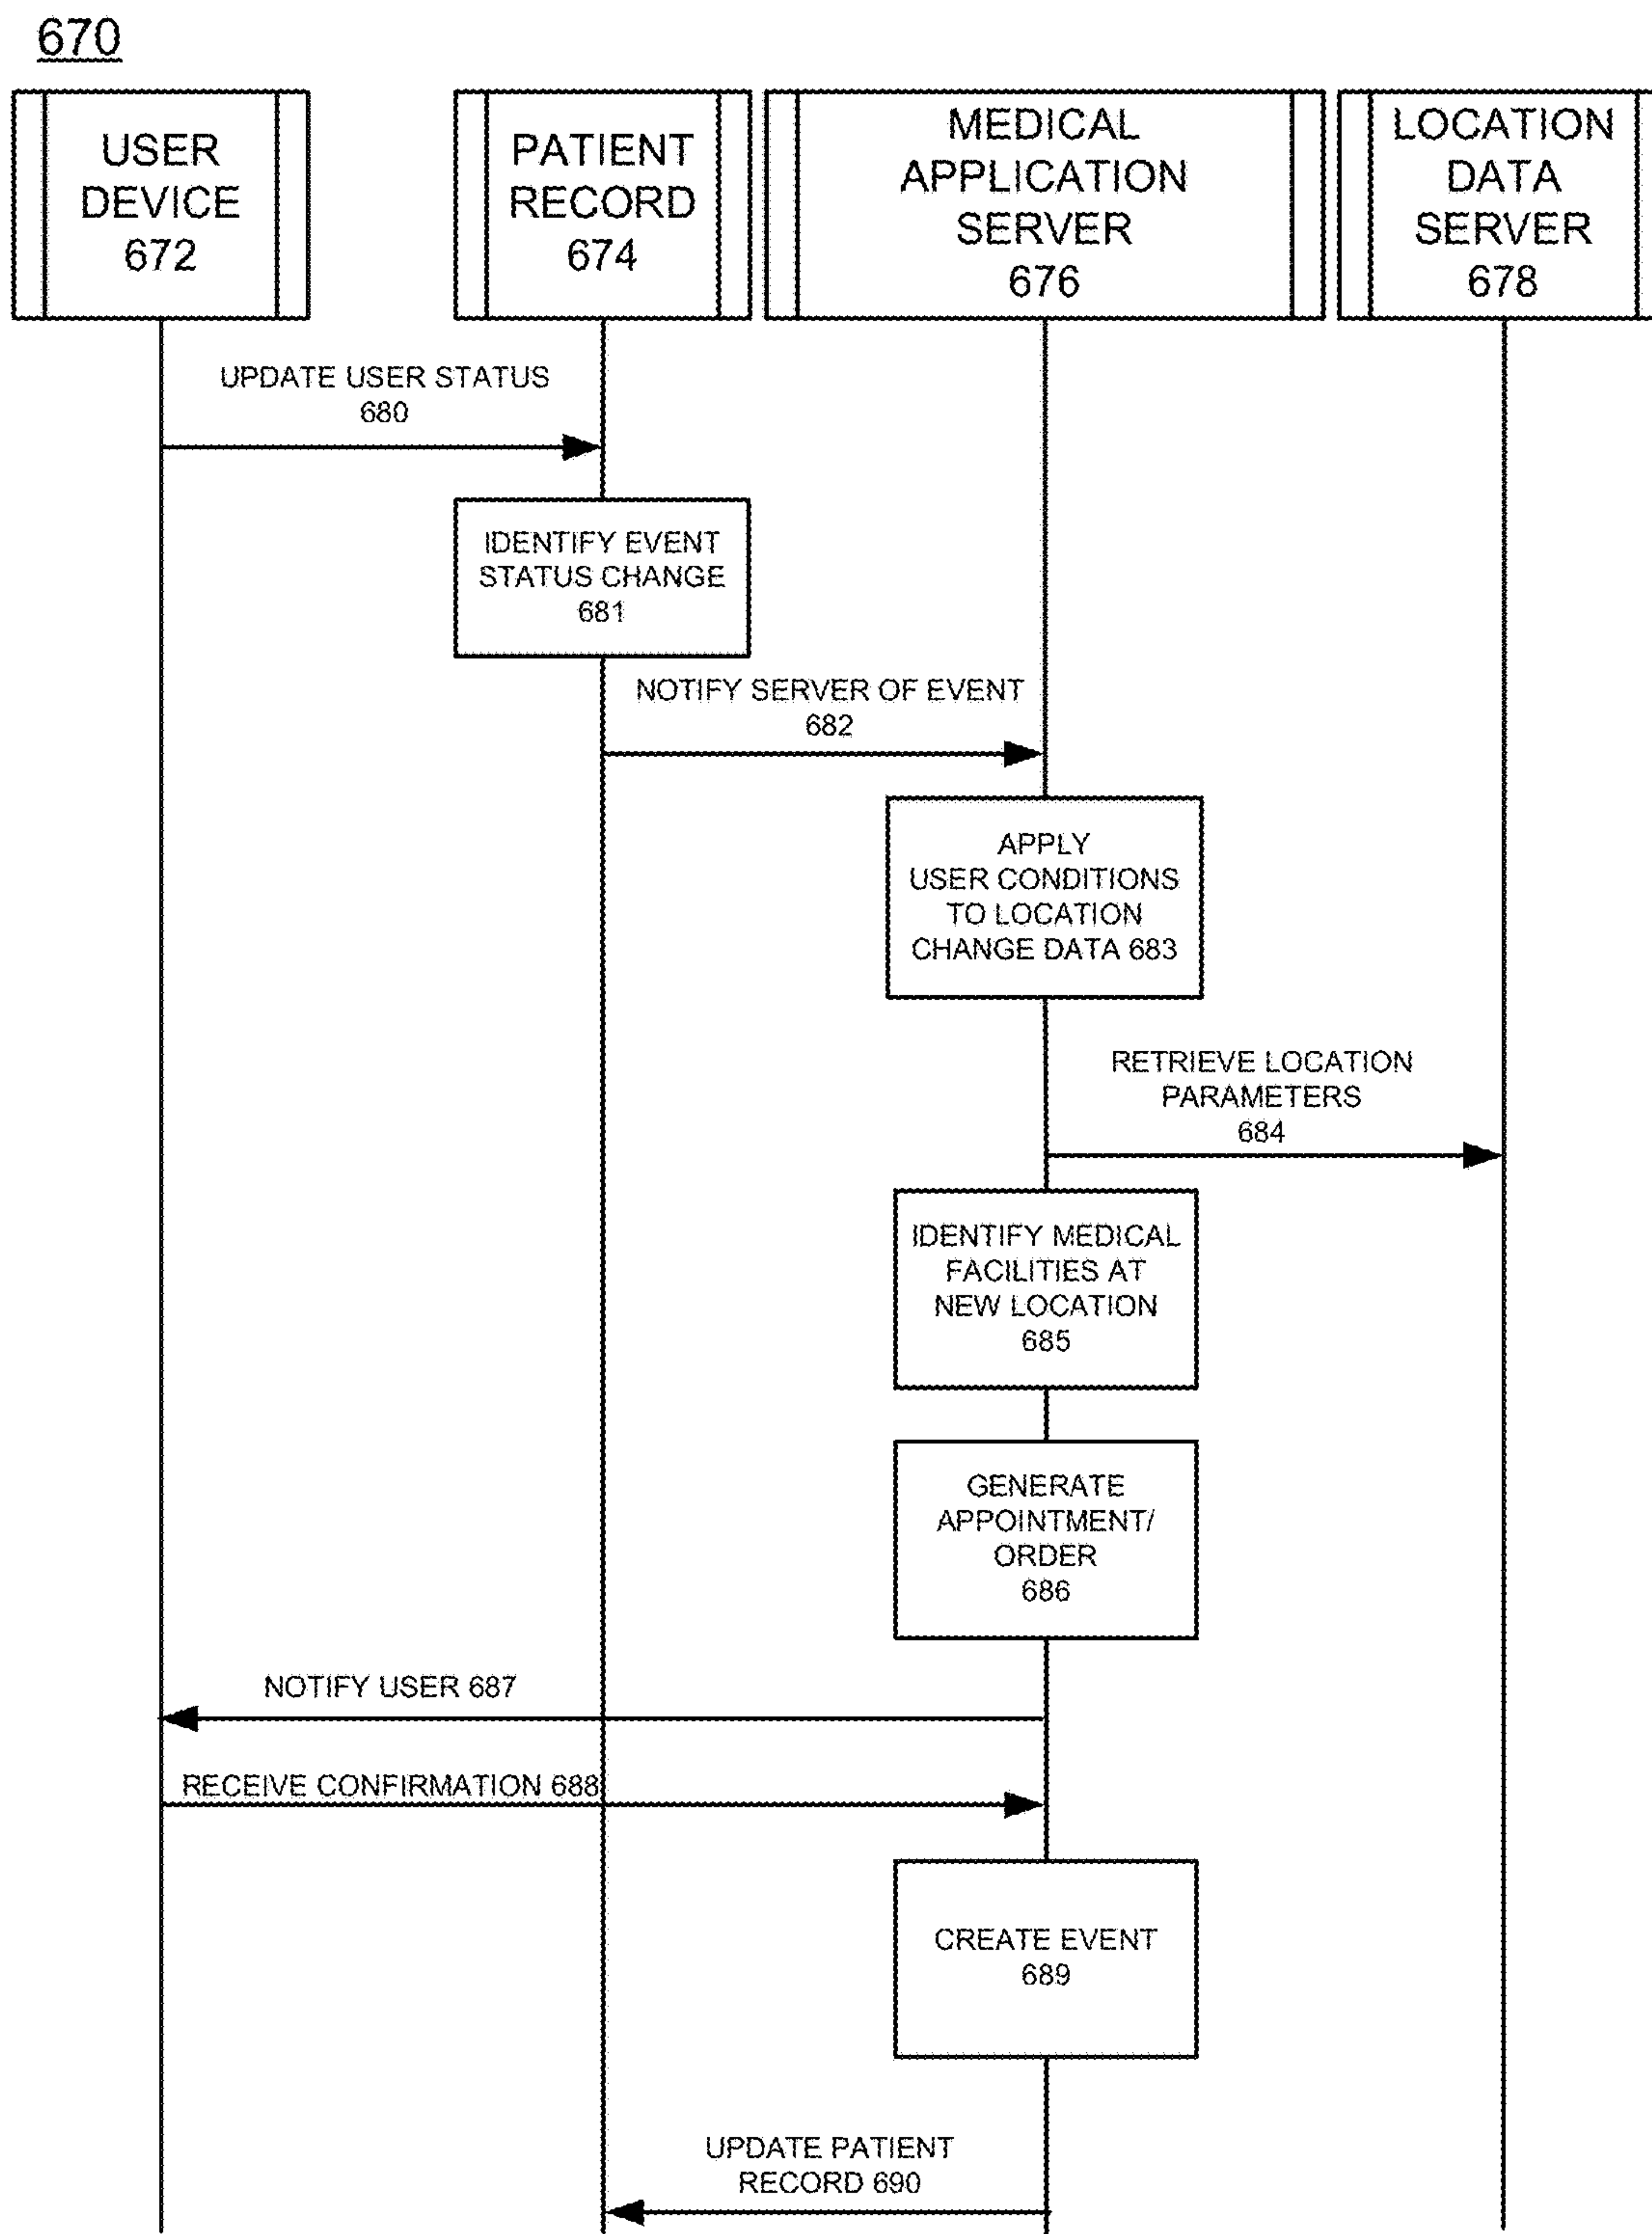 670
USER
DEVICE
672
PATIENT
RECORD
674
MEDICAL
APPLICATION
SERVER
676
LOCATION
DATA
SERVER
678
UPDATE USER STATUS
680
IDENTIFY EVENT
STATUS CHANGE
681
NOTIFY SERVER OF EVENT
682
APPLY
USER CONDITIONS
TO LOCATION
CHANGE DATA 683
RETRIEVE LOCATION
PARAMETERS
684
IDENTIFY MEDICAL
FACILITIES AT
NEW LOCATION
685
GENERATE
APPOINTMENT/
ORDER
686
NOTIFY USER 687
RECEIVE CONFIRMATION 688
CREATE EVENT
689
UPDATE PATIENT
RECORD 690